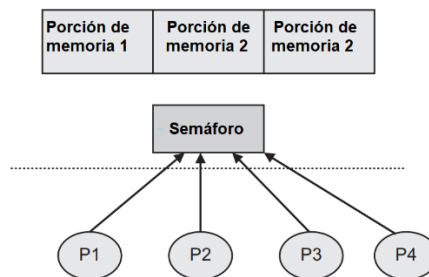 Porción de Porción de Porción de
memoria 1 memoria 2 memoria 2
Semáforo
P1 P2 P3 P4